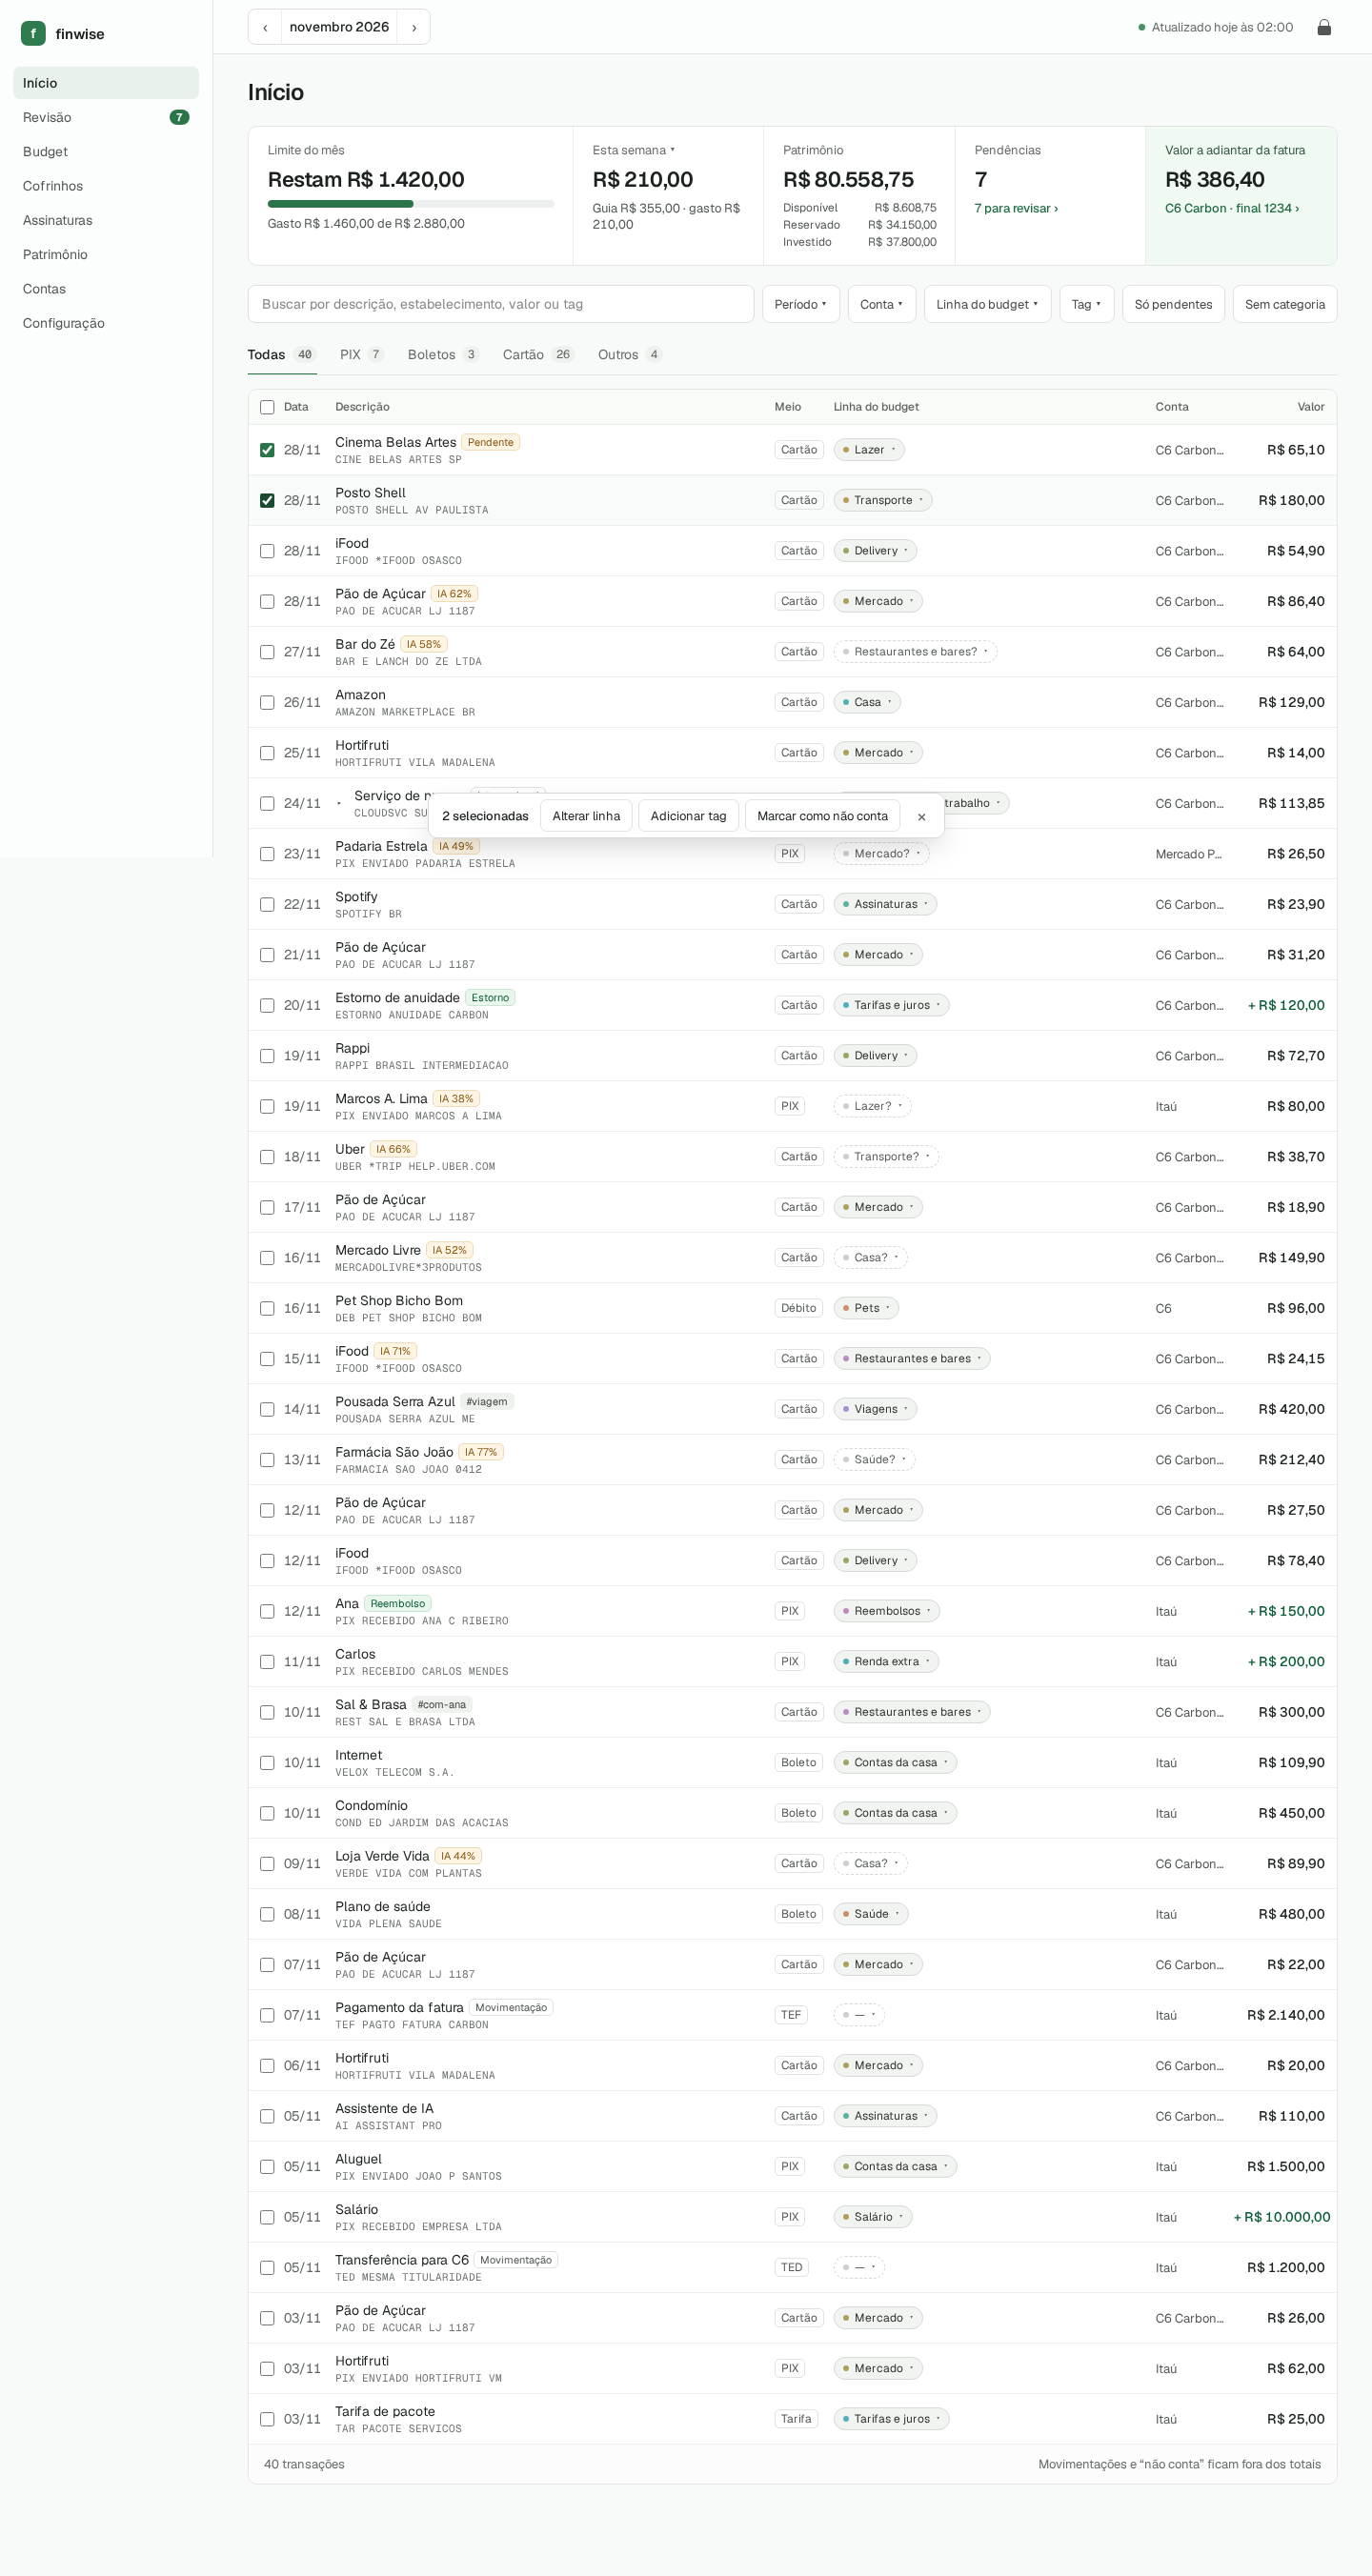 f finwise
Início
Revisão 7
Budget
Cofrinhos
Assinaturas
Patrimônio
Contas
Configuração
‹ novembro 2026 ›
Atualizado hoje às 02:00
Início
Limite do mês
Restam R$ 1.420,00
Gasto R$ 1.460,00 de R$ 2.880,00
Esta semana
R$ 210,00
Guia R$ 355,00 · gasto R$
210,00
Patrimônio
R$ 80.558,75
Disponível R$ 8.608,75
Reservado R$ 34.150,00
Investido R$ 37.800,00
Pendências
7
7 para revisar ›
Valor a adiantar da fatura
R$ 386,40
C6 Carbon · final 1234 ›
Buscar por descrição, estabelecimento, valor ou tag
Período Conta Linha do budget Tag Só pendentes Sem categoria
Todas 40 PIX 7 Boletos 3 Cartão 26 Outros 4
Data Descrição Meio Linha do budget Conta Valor
28/11 Cinema Belas Artes Pendente Cartão Lazer C6 Carbon… R$ 65,10
CINE BELAS ARTES SP
28/11 Posto Shell Cartão Transporte C6 Carbon… R$ 180,00
POSTO SHELL AV PAULISTA
28/11 iFood Cartão Delivery C6 Carbon… R$ 54,90
IFOOD *IFOOD OSASCO
28/11 Pão de Açúcar IA 62% Cartão Mercado C6 Carbon… R$ 86,40
PAO DE ACUCAR LJ 1187
27/11 Bar do Zé IA 58% Cartão Restaurantes e bares? C6 Carbon… R$ 64,00
BAR E LANCH DO ZE LTDA
26/11 Amazon Cartão Casa C6 Carbon… R$ 129,00
AMAZON MARKETPLACE BR
25/11 Hortifruti Cartão Mercado C6 Carbon… R$ 14,00
HORTIFRUTI VILA MADALENA
24/11 Serviço de trabalho C6 Carbon… R$ 113,85
CLOUDSVC
2 selecionadas Alterar linha Adicionar tag Marcar como não conta ×
23/11 Padaria Estrela IA 49% PIX Mercado? Mercado P… R$ 26,50
PIX ENVIADO PADARIA ESTRELA
22/11 Spotify Cartão Assinaturas C6 Carbon… R$ 23,90
SPOTIFY BR
21/11 Pão de Açúcar Cartão Mercado C6 Carbon… R$ 31,20
PAO DE ACUCAR LJ 1187
20/11 Estorno de anuidade Estorno Cartão Tarifas e juros C6 Carbon… + R$ 120,00
ESTORNO ANUIDADE CARBON
19/11 Rappi Cartão Delivery C6 Carbon… R$ 72,70
RAPPI BRASIL INTERMEDIACAO
19/11 Marcos A. Lima IA 38% PIX Lazer? Itaú R$ 80,00
PIX ENVIADO MARCOS A LIMA
18/11 Uber IA 66% Cartão Transporte? C6 Carbon… R$ 38,70
UBER *TRIP HELP.UBER.COM
17/11 Pão de Açúcar Cartão Mercado C6 Carbon… R$ 18,90
PAO DE ACUCAR LJ 1187
16/11 Mercado Livre IA 52% Cartão Casa? C6 Carbon… R$ 149,90
MERCADOLIVRE*3PRODUTOS
16/11 Pet Shop Bicho Bom Débito Pets C6 R$ 96,00
DEB PET SHOP BICHO BOM
15/11 iFood IA 71% Cartão Restaurantes e bares C6 Carbon… R$ 24,15
IFOOD *IFOOD OSASCO
14/11 Pousada Serra Azul #viagem Cartão Viagens C6 Carbon… R$ 420,00
POUSADA SERRA AZUL ME
13/11 Farmácia São João IA 77% Cartão Saúde? C6 Carbon… R$ 212,40
FARMACIA SAO JOAO 0412
12/11 Pão de Açúcar Cartão Mercado C6 Carbon… R$ 27,50
PAO DE ACUCAR LJ 1187
12/11 iFood Cartão Delivery C6 Carbon… R$ 78,40
IFOOD *IFOOD OSASCO
12/11 Ana Reembolso PIX Reembolsos Itaú + R$ 150,00
PIX RECEBIDO ANA C RIBEIRO
11/11 Carlos PIX Renda extra Itaú + R$ 200,00
PIX RECEBIDO CARLOS MENDES
10/11 Sal & Brasa #com-ana Cartão Restaurantes e bares C6 Carbon… R$ 300,00
REST SAL E BRASA LTDA
10/11 Internet Boleto Contas da casa Itaú R$ 109,90
VELOX TELECOM S.A.
10/11 Condomínio Boleto Contas da casa Itaú R$ 450,00
COND ED JARDIM DAS ACACIAS
09/11 Loja Verde Vida IA 44% Cartão Casa? C6 Carbon… R$ 89,90
VERDE VIDA COM PLANTAS
08/11 Plano de saúde Boleto Saúde Itaú R$ 480,00
VIDA PLENA SAUDE
07/11 Pão de Açúcar Cartão Mercado C6 Carbon… R$ 22,00
PAO DE ACUCAR LJ 1187
07/11 Pagamento da fatura Movimentação TEF — Itaú R$ 2.140,00
TEF PAGTO FATURA CARBON
06/11 Hortifruti Cartão Mercado C6 Carbon… R$ 20,00
HORTIFRUTI VILA MADALENA
05/11 Assistente de IA Cartão Assinaturas C6 Carbon… R$ 110,00
AI ASSISTANT PRO
05/11 Aluguel PIX Contas da casa Itaú R$ 1.500,00
PIX ENVIADO JOAO P SANTOS
05/11 Salário PIX Salário Itaú + R$ 10.000,00
PIX RECEBIDO EMPRESA LTDA
05/11 Transferência para C6 Movimentação TED — Itaú R$ 1.200,00
TED MESMA TITULARIDADE
03/11 Pão de Açúcar Cartão Mercado C6 Carbon… R$ 26,00
PAO DE ACUCAR LJ 1187
03/11 Hortifruti PIX Mercado Itaú R$ 62,00
PIX ENVIADO HORTIFRUTI VM
03/11 Tarifa de pacote Tarifa Tarifas e juros Itaú R$ 25,00
TAR PACOTE SERVICOS
40 transações Movimentações e “não conta” ficam fora dos totais